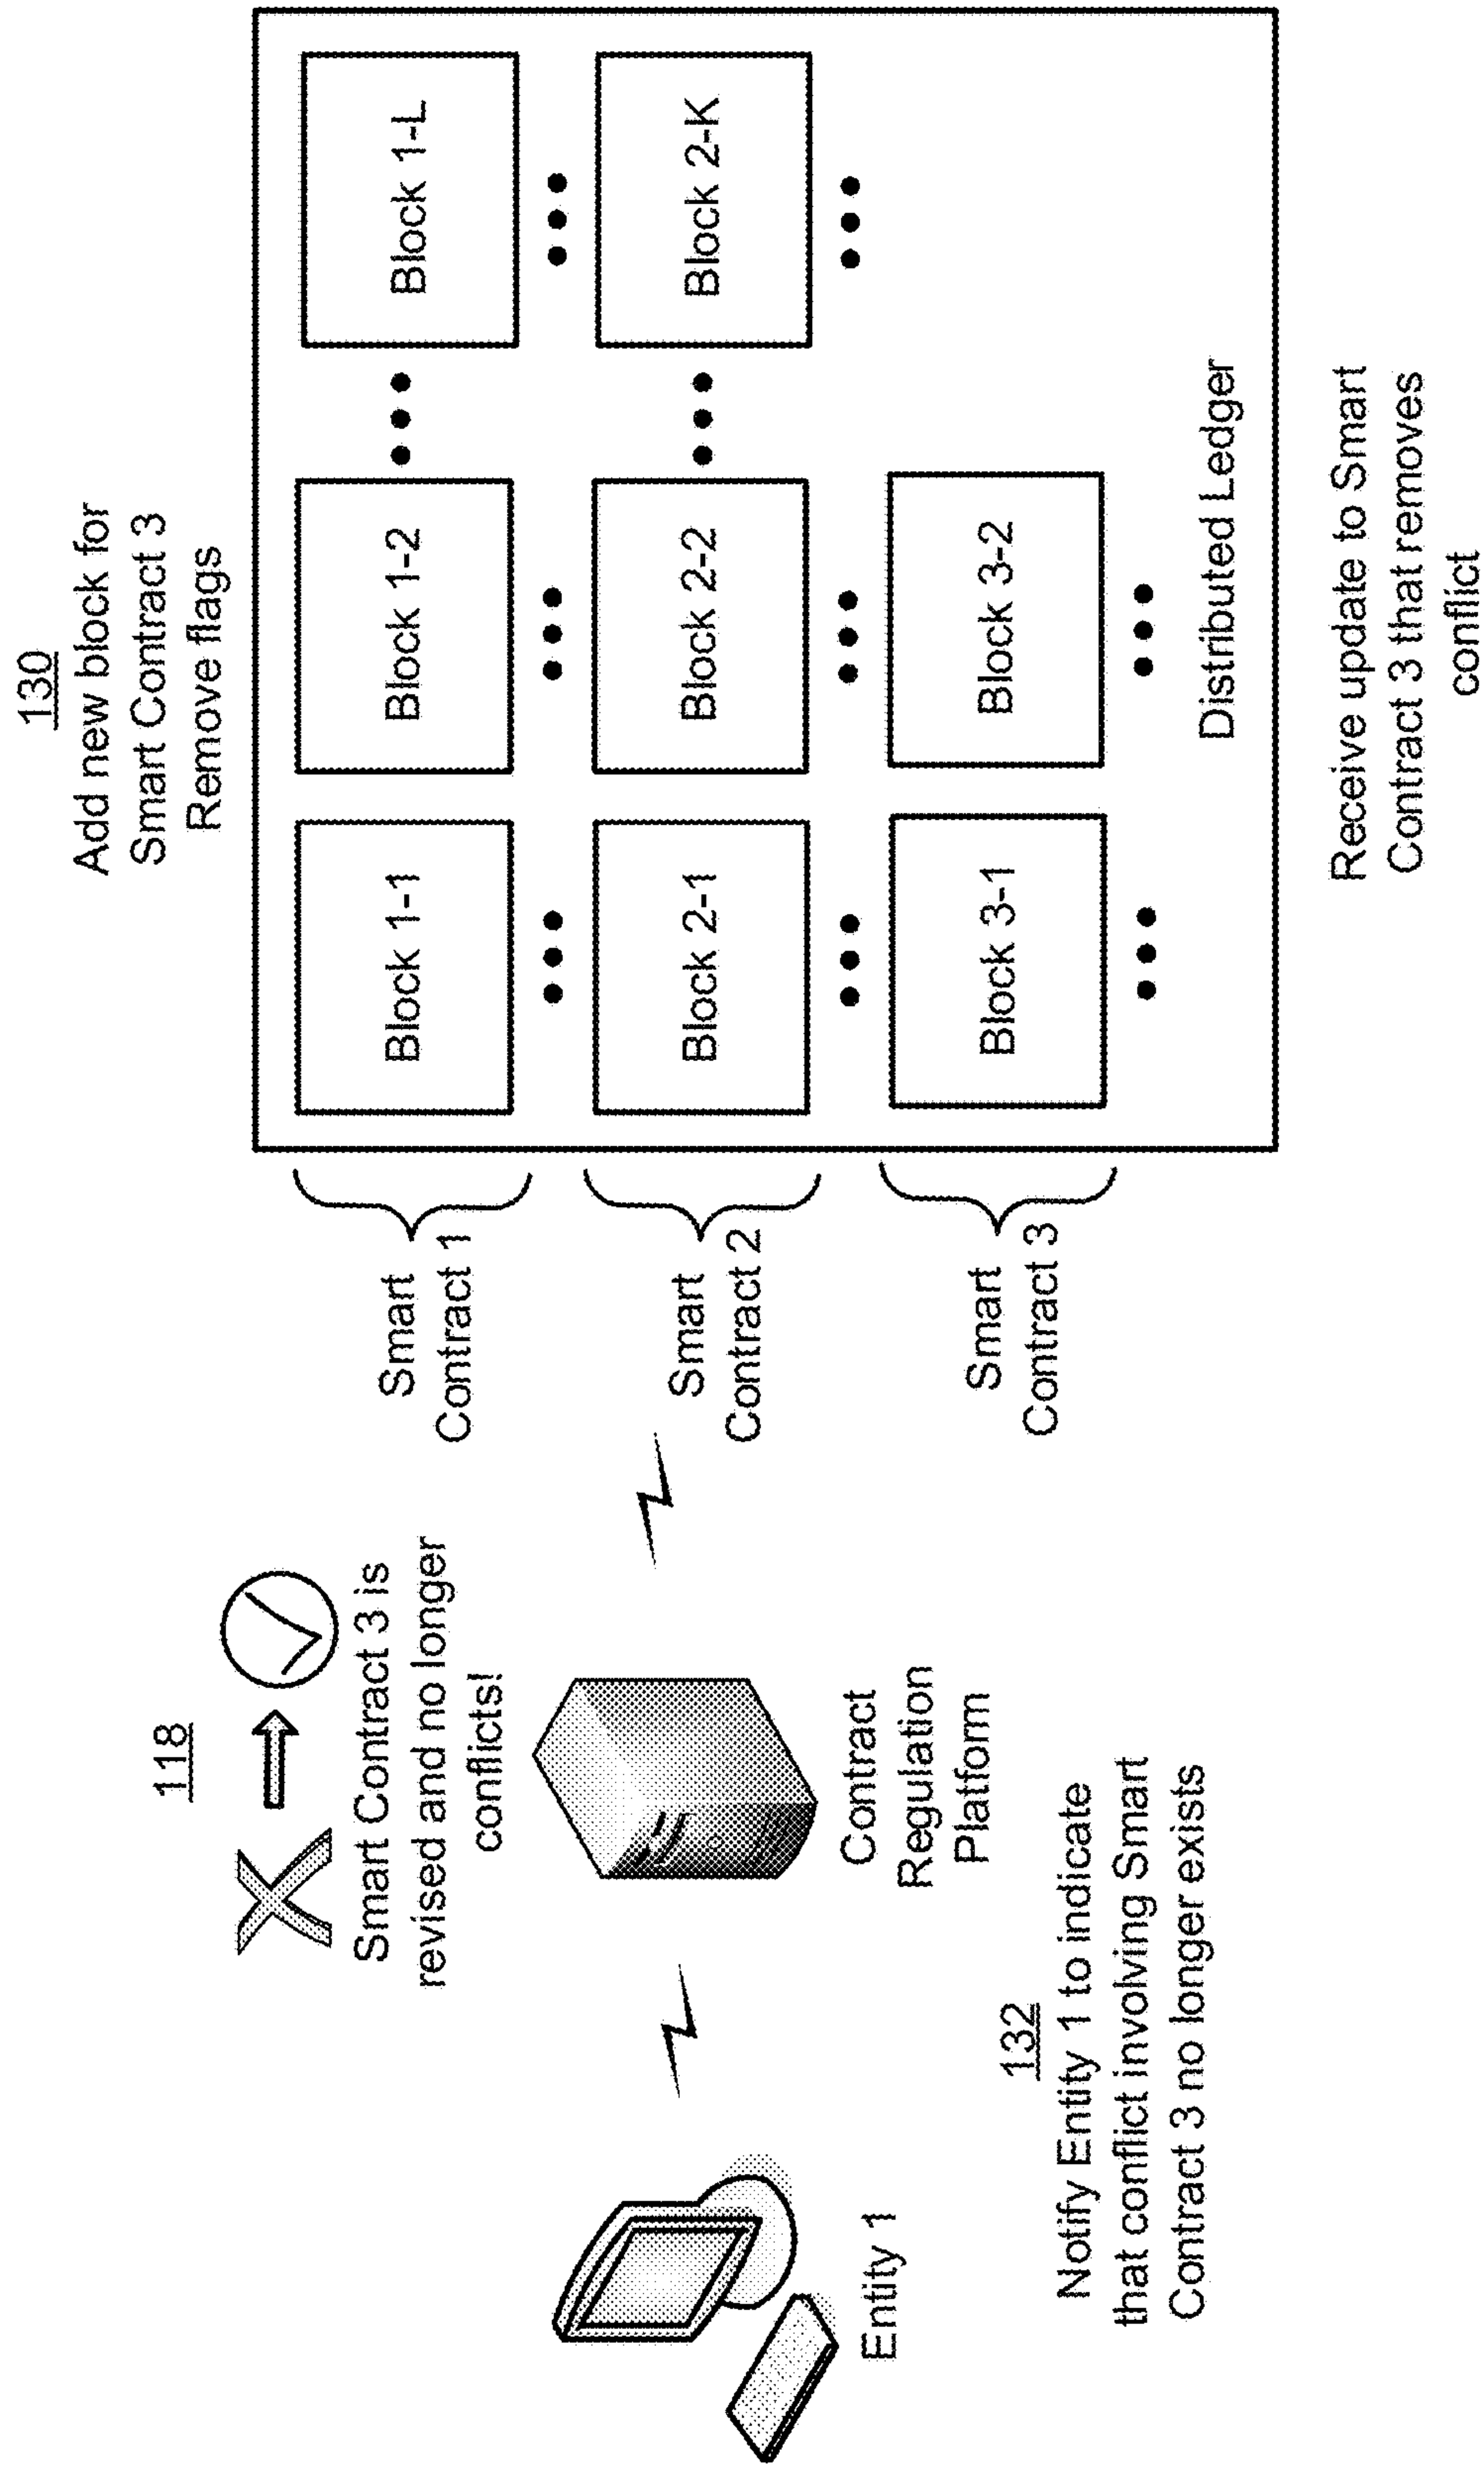 118
Smart Contract 3 is
revised and no longer
conflicts!
130
Add new block for
Smart Contract 3
Remove flags
Smart
Contract 1
Block 1-1
Block 1-2
Block 1-L
Smart
Contract 2
Block 2-1
Block 2-2
Block 2-K
Smart
Contract 3
Block 3-1
Block 3-2
Distributed Ledger
Receive update to Smart
Contract 3 that removes
conflict
Entity 1
Contract
Regulation
Platform
132
Notify Entity 1 to indicate
that conflict involving Smart
Contract 3 no longer exists